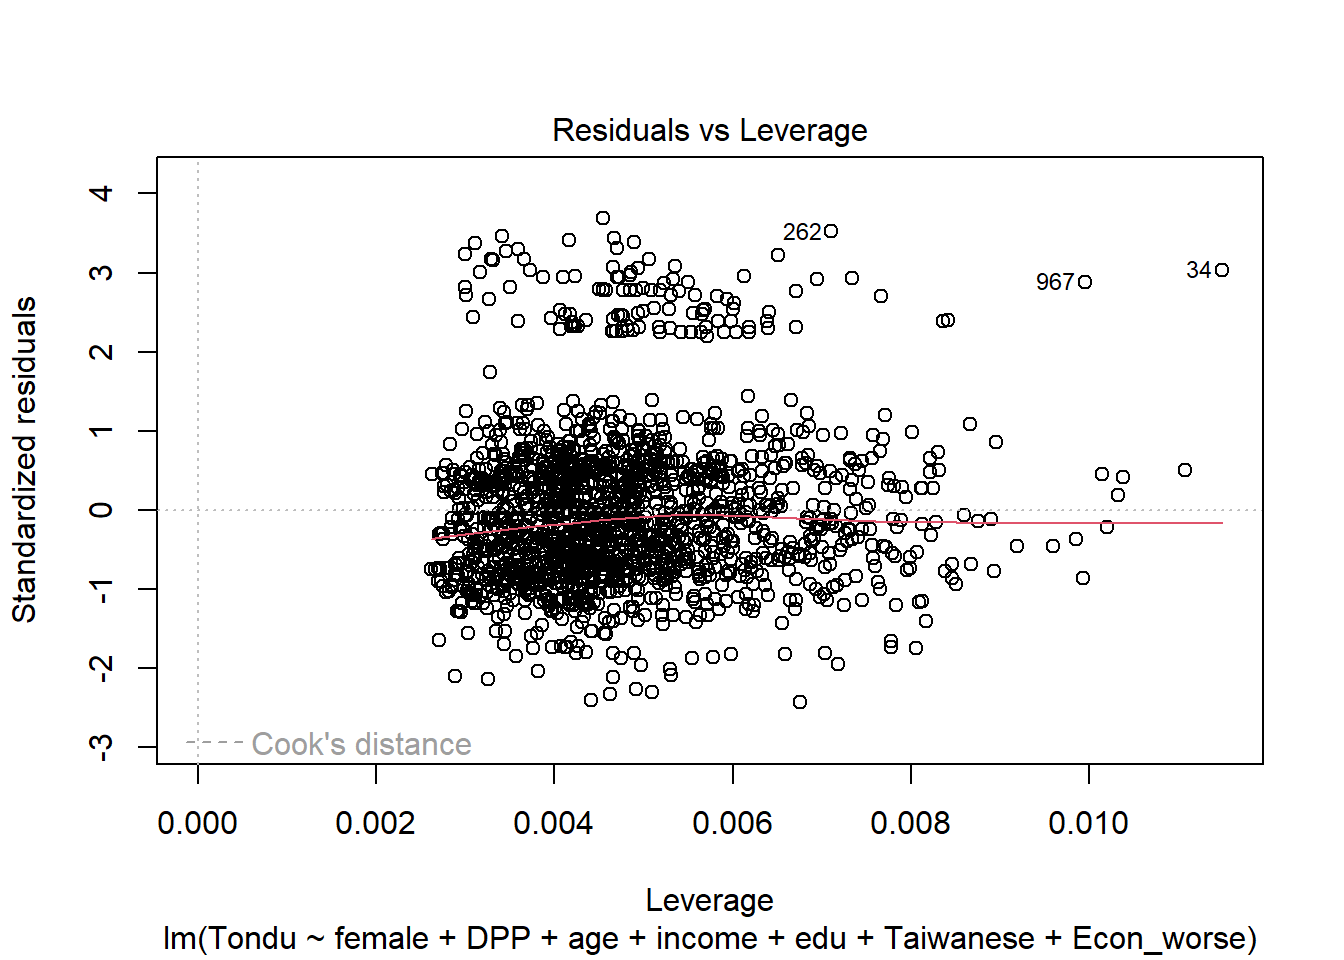 Residuals vs Leverage
4
3
2
1
0
-1
-2
-3
Standardized residuals
262
967
34
Cook's distance
0.000 0.002 0.004 0.006 0.008 0.010
Leverage
lm(Tondu ~ female + DPP + age + income + edu + Taiwanese + Econ_worse)